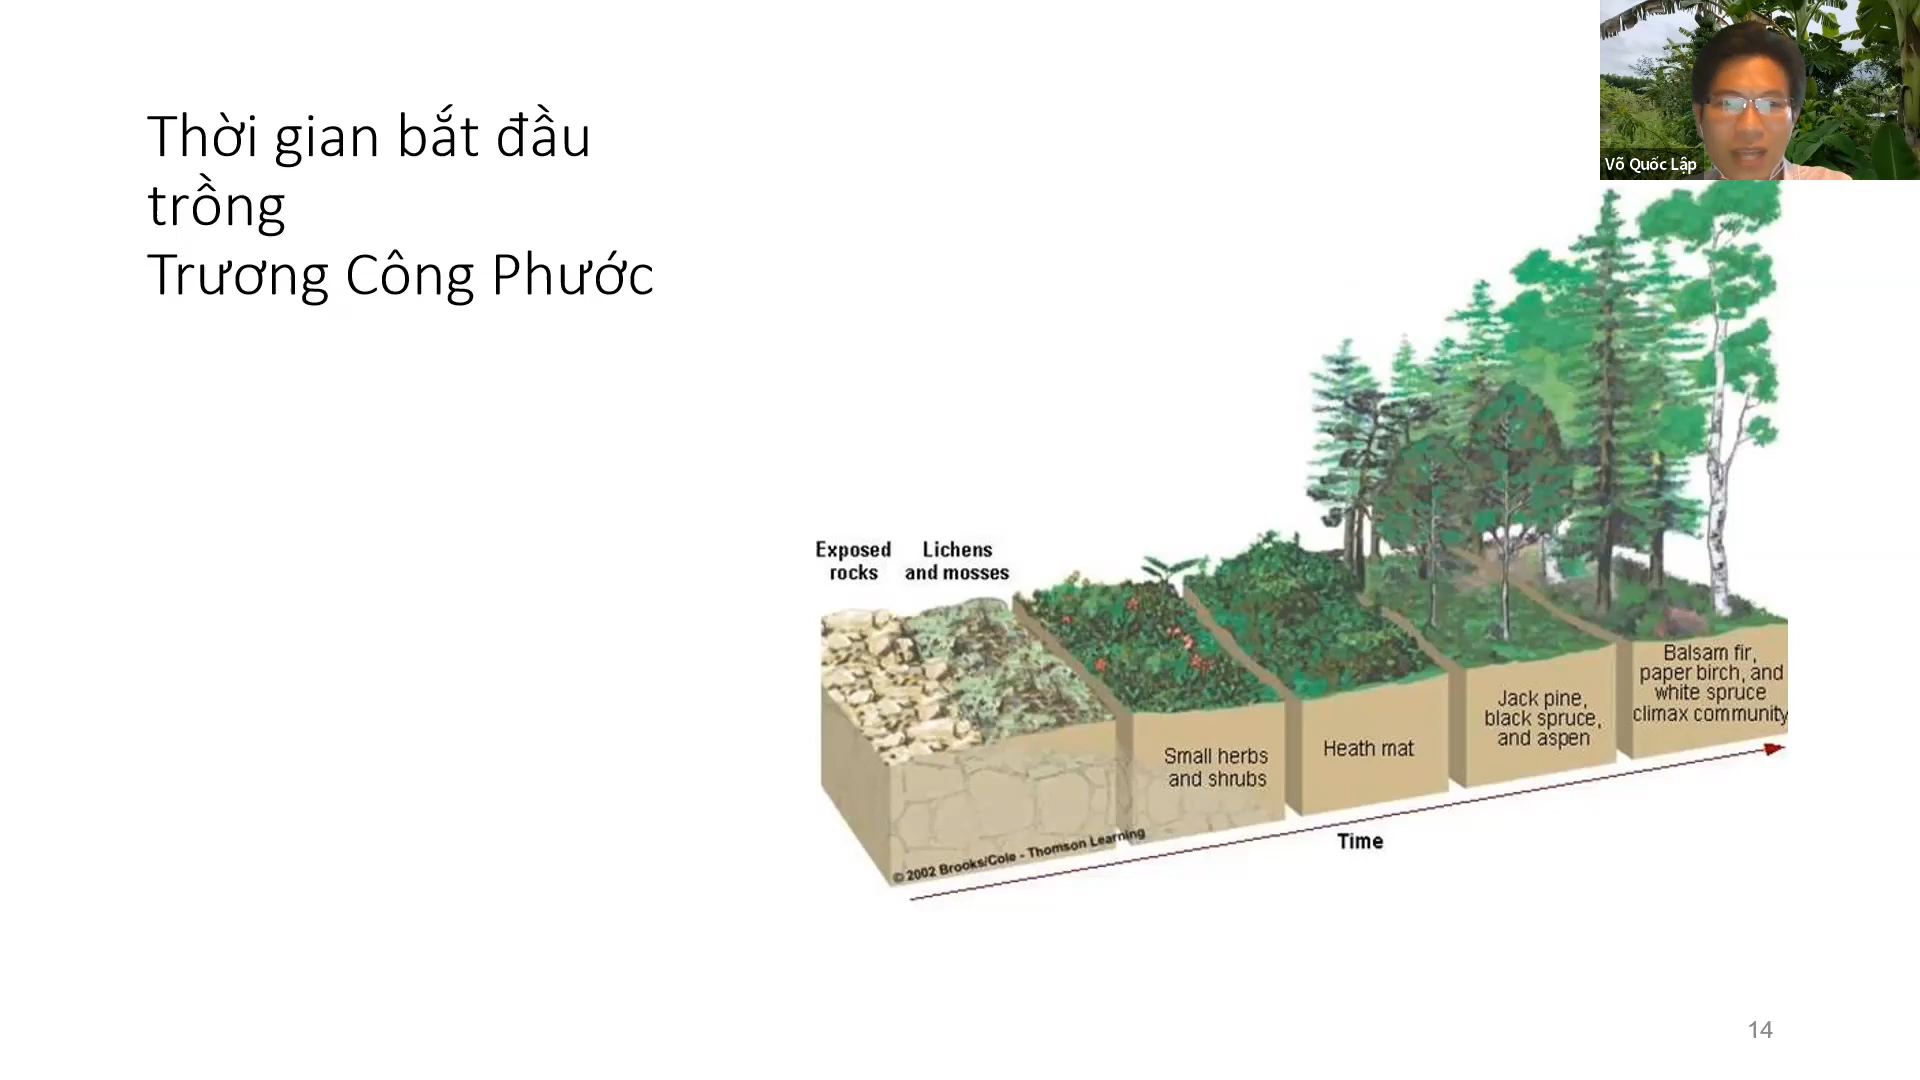 Thời gian bắt đầu
trồng
Trương Công Phước
Võ Quốc Lập
Exposed
rocks
Lichens
and mosses
Small herbs
and shrubs
Heath mat
Jack pine,
black spruce,
and aspen
Balsam fir,
paper birch, and
white spruce
climax community
© 2002 Brooks/Cole - Thomson Learning
Time
14